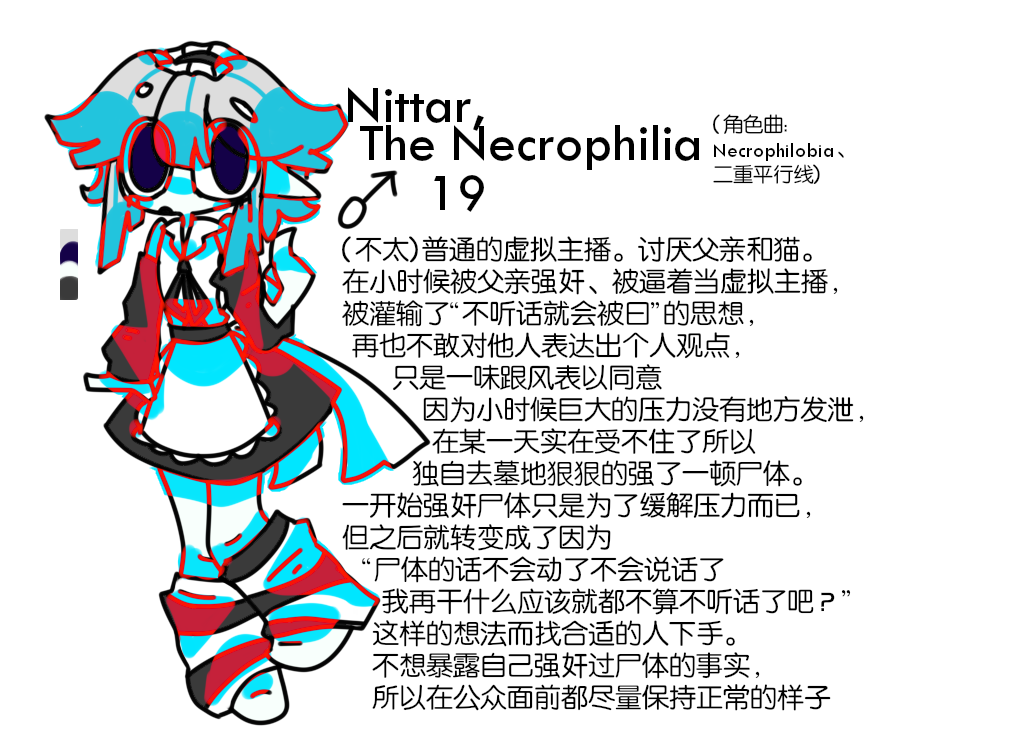 Nittar,
The Necrophilia
19
(角色曲:
Necrophilobia、
二重平行线)
(不太)普通的虚拟主播。讨厌父亲和猫。
在小时候被父亲强奸、被逼着当虚拟主播，
被灌输了“不听话就会被曰”的思想，
再也不敢对他人表达出个人观点，
只是一味跟风表以同意
因为小时候巨大的压力没有地方发泄，
在某一天实在受不住了所以
独自去墓地狠狠的强了一顿尸体。
一开始强奸尸体只是为了缓解压力而已，
但之后就转变成了因为
“尸体的话不会动了不会说话了
我再干什么应该就都不算不听话了吧？”
这样的想法而找合适的人下手。
不想暴露自己强奸过尸体的事实，
所以在公众面前都尽量保持正常的样子